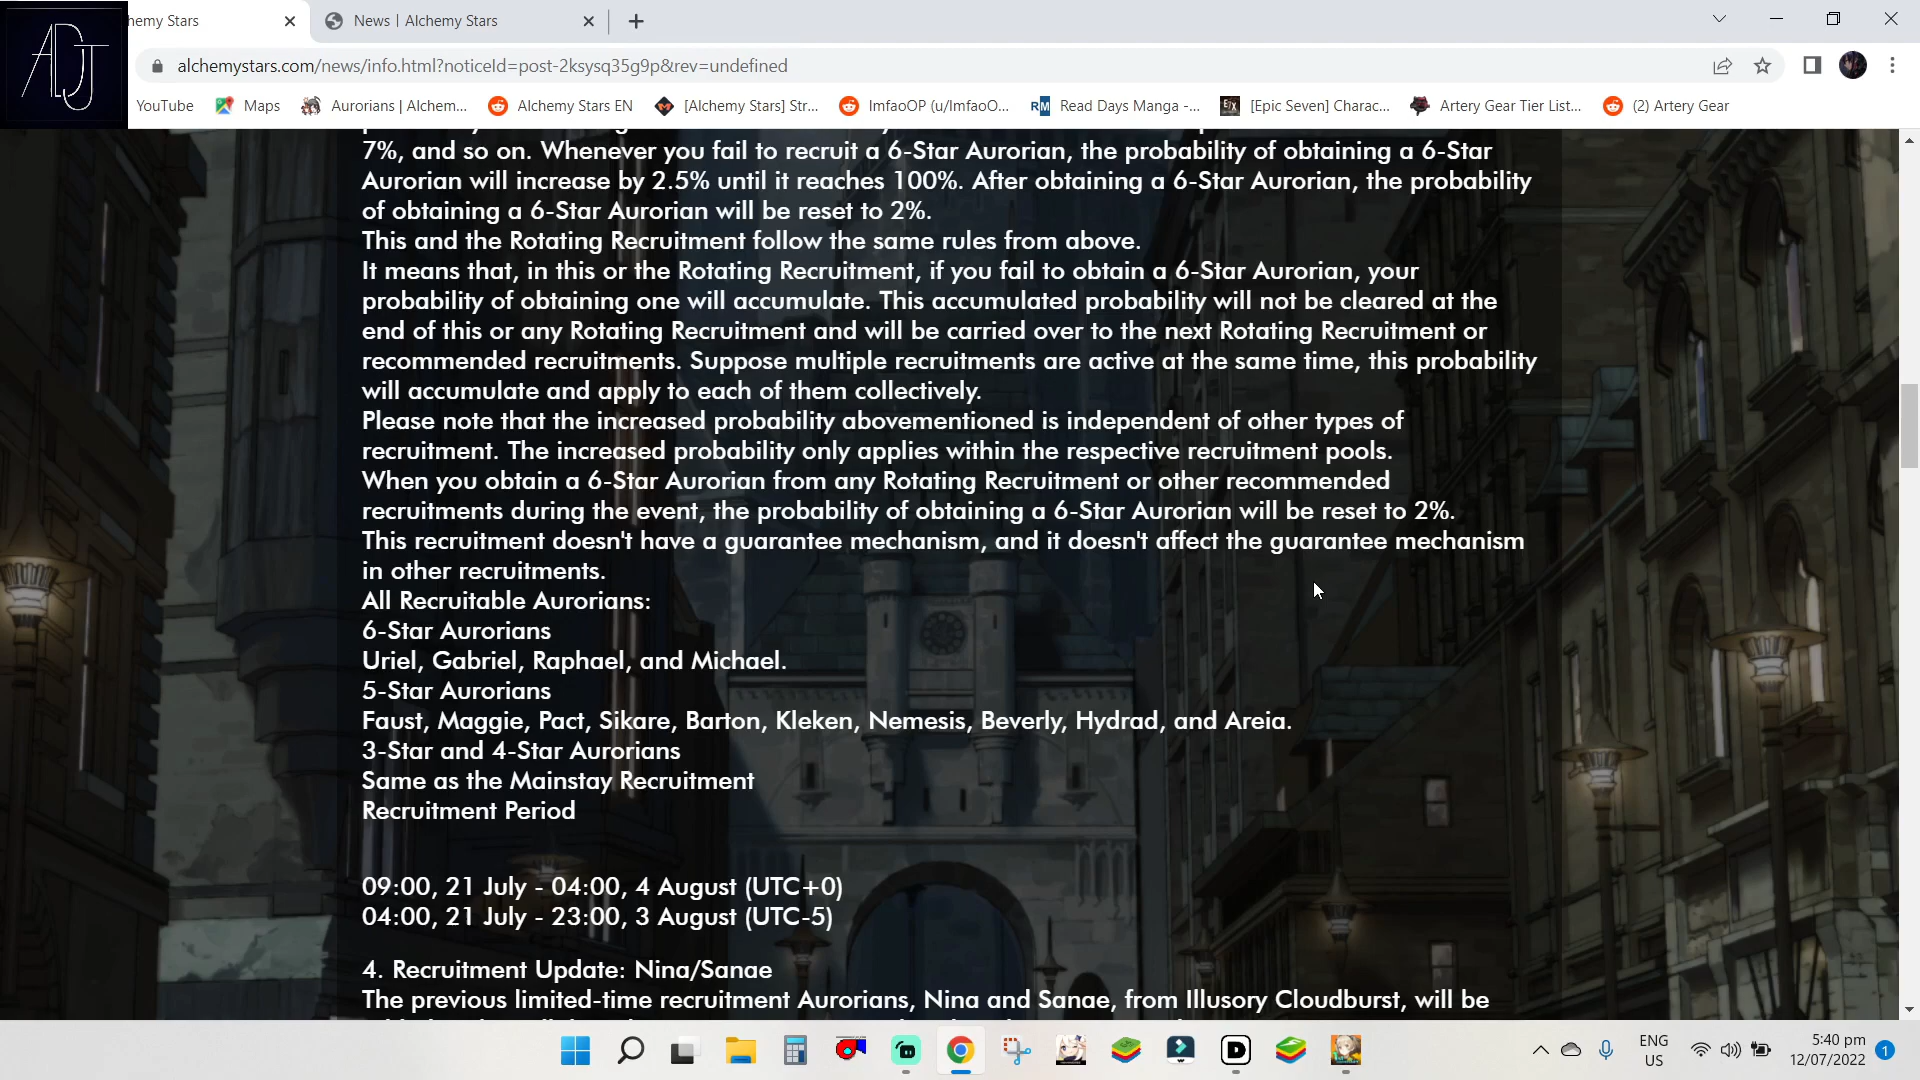 hemy Stars
News | Alchemy Stars
ADJ
alchemystars.com/news/info.html?noticeId=post-2ksysq35g9p&rev=undefined
YouTube
Maps
Aurorians | Alchem...
Alchemy Stars EN
[Alchemy Stars] Str...
ImfaoOP (u/ImfaoO...
Read Days Manga -...
[Epic Seven] Charac...
Artery Gear Tier List...
(2) Artery Gear
7%, and so on. Whenever you fail to recruit a 6-Star Aurorian, the probability of obtaining a 6-Star
Aurorian will increase by 2.5% until it reaches 100%. After obtaining a 6-Star Aurorian, the probability
of obtaining a 6-Star Aurorian will be reset to 2%.
This and the Rotating Recruitment follow the same rules from above.
It means that, in this or the Rotating Recruitment, if you fail to obtain a 6-Star Aurorian, your
probability of obtaining one will accumulate. This accumulated probability will not be cleared at the
end of this or any Rotating Recruitment and will be carried over to the next Rotating Recruitment or
recommended recruitments. Suppose multiple recruitments are active at the same time, this probability
will accumulate and apply to each of them collectively.
Please note that the increased probability abovementioned is independent of other types of
recruitment. The increased probability only applies within the respective recruitment pools.
When you obtain a 6-Star Aurorian from any Rotating Recruitment or other recommended
recruitments during the event, the probability of obtaining a 6-Star Aurorian will be reset to 2%.
This recruitment doesn't have a guarantee mechanism, and it doesn't affect the guarantee mechanism
in other recruitments.
All Recruitable Aurorians:
6-Star Aurorians
Uriel, Gabriel, Raphael, and Michael.
5-Star Aurorians
Faust, Maggie, Pact, Sikare, Barton, Kleken, Nemesis, Beverly, Hydrad, and Areia.
3-Star and 4-Star Aurorians
Same as the Mainstay Recruitment
Recruitment Period
09:00, 21 July - 04:00, 4 August (UTC+0)
04:00, 21 July - 23:00, 3 August (UTC-5)
4. Recruitment Update: Nina/Sanae
The previous limited-time recruitment Aurorians, Nina and Sanae, from Illusory Cloudburst, will be
ENG
US
5:40 pm
12/07/2022
1